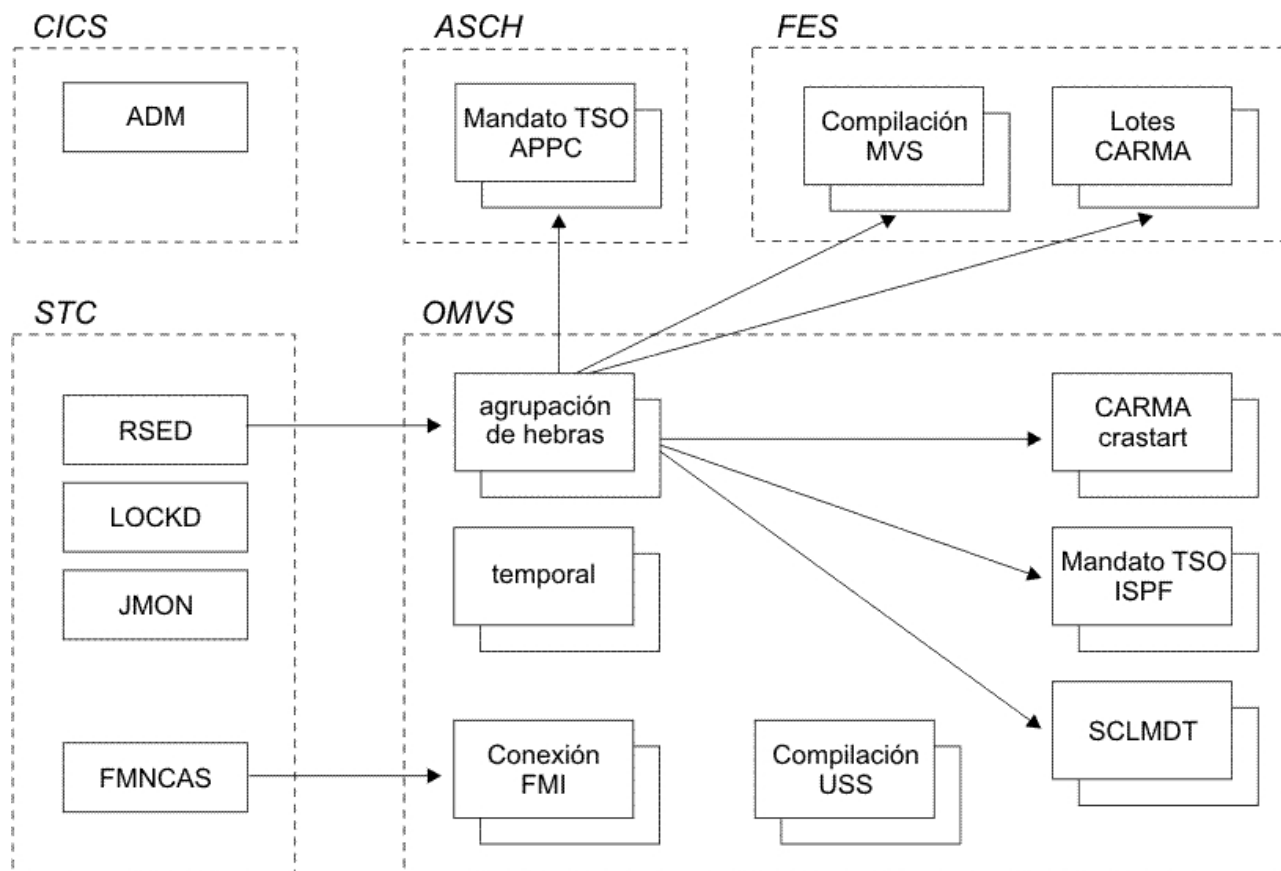 CICS
ADM
ASCH
Mandato TSO
APPC
FES
Compilación
MVS
Lotes
CARMA
STC
RSED
LOCKD
JMON
FMNCAS
OMVS
agrupación
de hebras
temporal
Conexión
FMI
Compilación
USS
CARMA
crastart
Mandato TSO
ISPF
SCLMDT